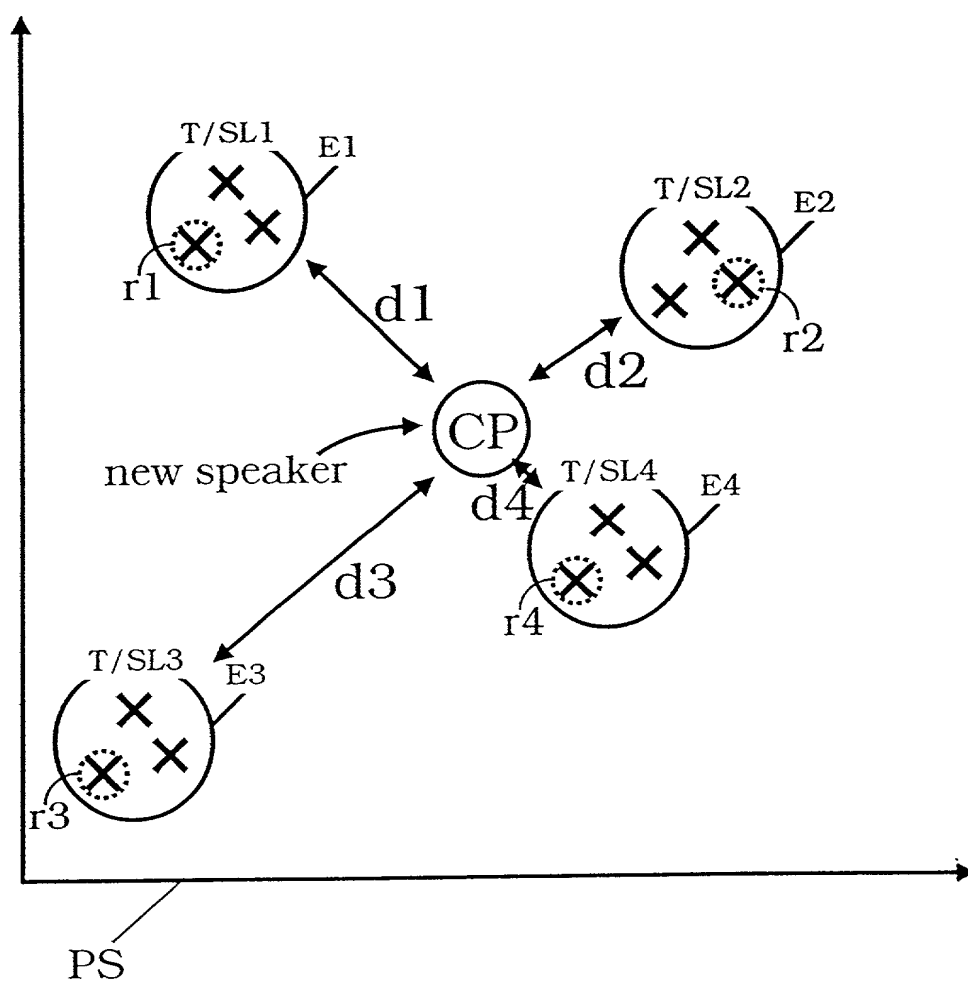 T/SL1
E1
T/SL2
E2
r1
d1
r2
d2
CP
new speaker
T/SL4
E4
d4
d3
r4
T/SL3
E3
r3
PS